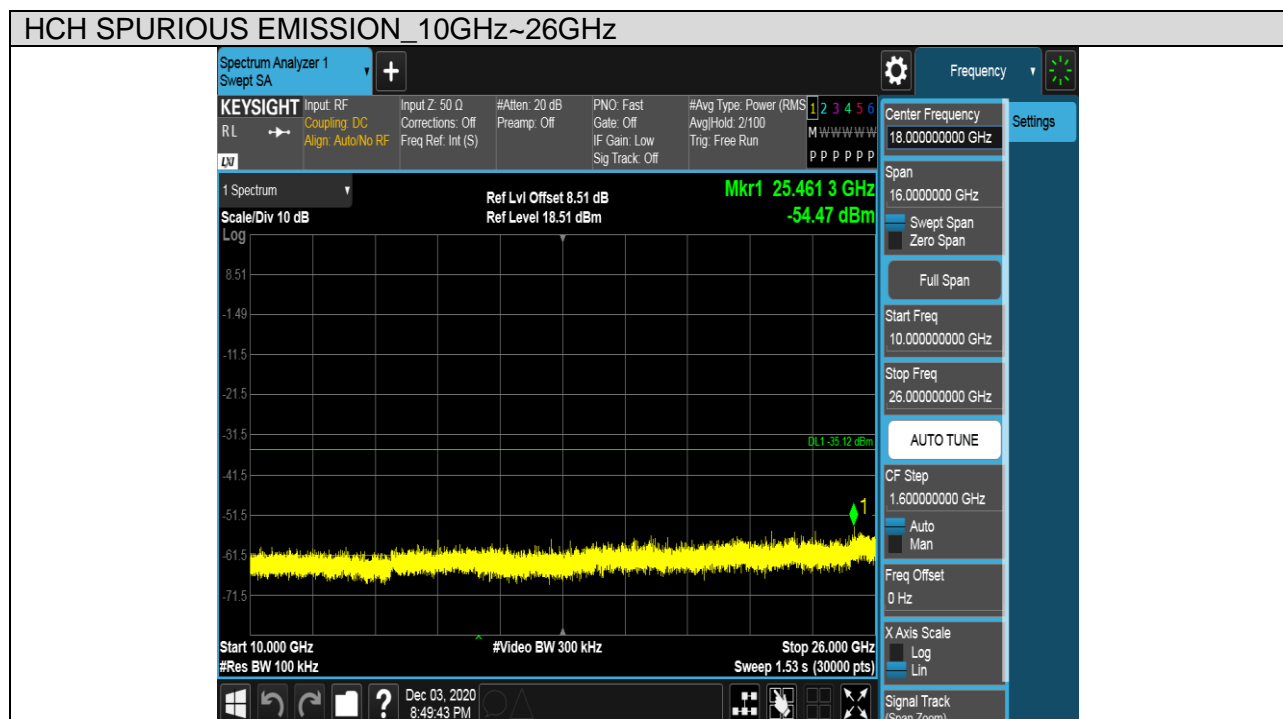 HCH SPURIOUS EMISSION_10GHz~26GHz
Spectrum Analyzer 1
Swept SA
+
Frequency
KEYSIGHT
RL
LXI
Input: RF
Coupling: DC
Align: Auto/No RF
Input Z: 50 Ω
Corrections: Off
Freq Ref: Int (S)
#Atten: 20 dB
Preamp: Off
PNO: Fast
Gate: Off
IF Gain: Low
Sig Track: Off
#Avg Type: Power (RMS
Avg|Hold: 2/100
Trig: Free Run
1 2 3 4 5 6
M W W W W W
P P P P P P
1 Spectrum
Scale/Div 10 dB
Ref Lvl Offset 8.51 dB
Ref Level 18.51 dBm
Mkr1 25.461 3 GHz
-54.47 dBm
Log
8.51
-1.49
-11.5
-21.5
-31.5
DL1 -35.12 dBm
-41.5
-51.5
1
-61.5
-71.5
Start 10.000 GHz
#Res BW 100 kHz
#Video BW 300 kHz
Stop 26.000 GHz
Sweep 1.53 s (30000 pts)
?
Dec 03, 2020
8:49:43 PM
Center Frequency
18.000000000 GHz
Settings
Span
16.0000000 GHz
Swept Span
Zero Span
Full Span
Start Freq
10.000000000 GHz
Stop Freq
26.000000000 GHz
AUTO TUNE
CF Step
1.600000000 GHz
Auto
Man
Freq Offset
0 Hz
X Axis Scale
Log
Lin
Signal Track
(Span Zoom)